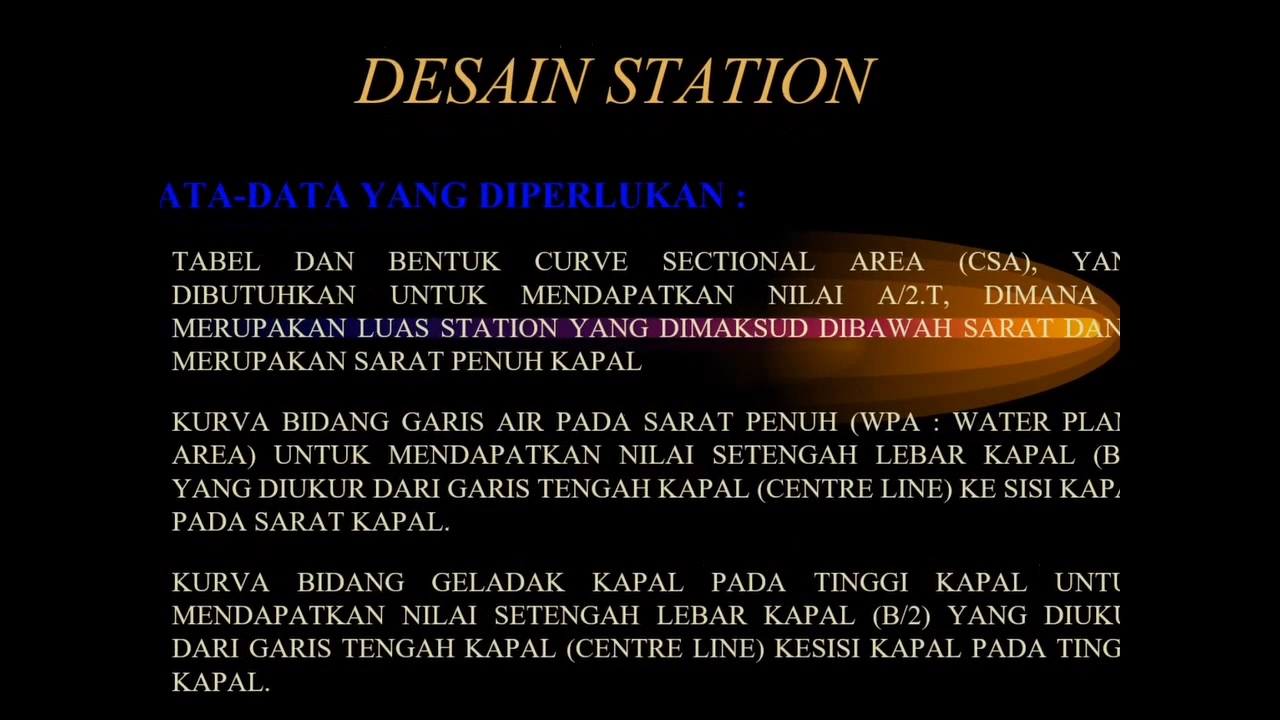 DESAIN STATION
ATA-DATA YANG DIPERLUKAN :
TABEL DAN BENTUK CURVE SECTIONAL AREA (CSA), YAN
DIBUTUHKAN UNTUK MENDAPATKAN NILAI A/2.T, DIMANA
MERUPAKAN LUAS STATION YANG DIMAKSUD DIBAWAH SARAT DAN
MERUPAKAN SARAT PENUH KAPAL
KURVA BIDANG GARIS AIR PADA SARAT PENUH (WPA : WATER PLAN
AREA) UNTUK MENDAPATKAN NILAI SETENGAH LEBAR KAPAL (B
YANG DIUKUR DARI GARIS TENGAH KAPAL (CENTRE LINE) KE SISI KAPA
PADA SARAT KAPAL.
KURVA BIDANG GELADAK KAPAL PADA TINGGI KAPAL UNTU
MENDAPATKAN NILAI SETENGAH LEBAR KAPAL (B/2) YANG DIUKU
DARI GARIS TENGAH KAPAL (CENTRE LINE) KESISI KAPAL PADA TING
KAPAL.